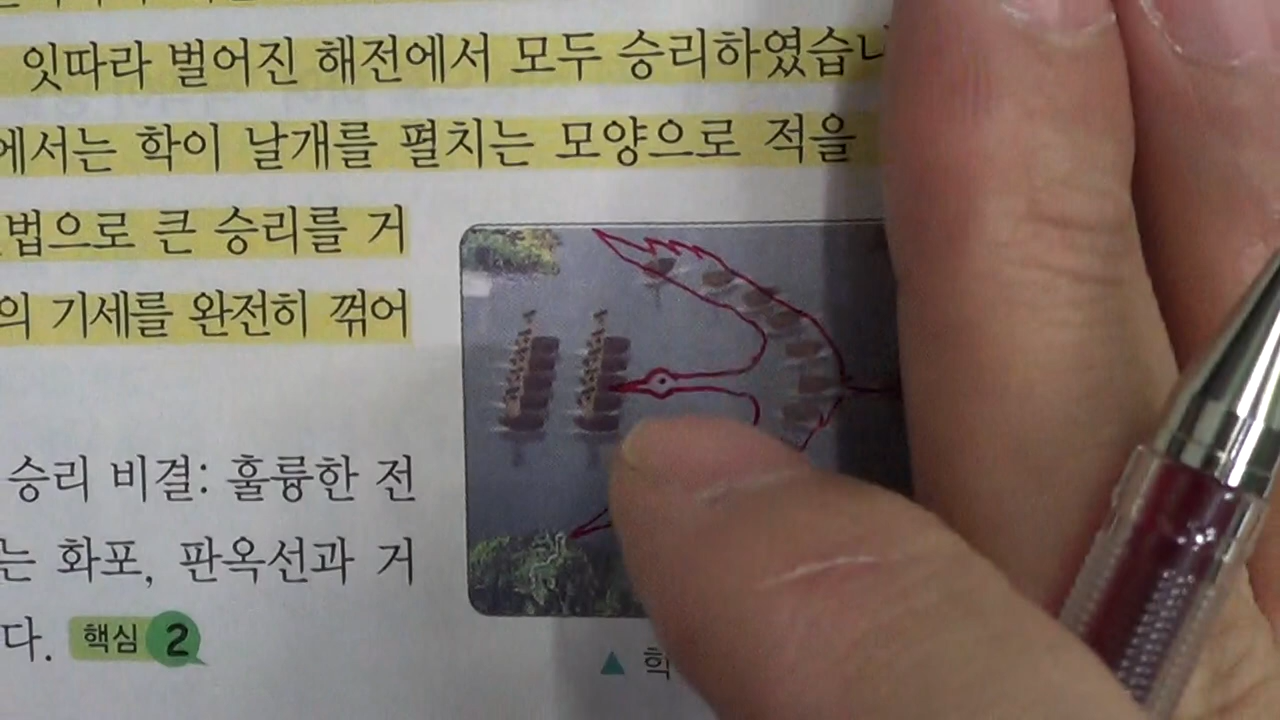 잇따라 벌어진 해전에서 모두 승리하였습니
에서는 학이 날개를 펼치는 모양으로 적을
법으로 큰 승리를 거
의 기세를 완전히 꺾어
승리 비결: 훌륭한 전
는 화포, 판옥선과 거
다. 핵심 2
▲ 학